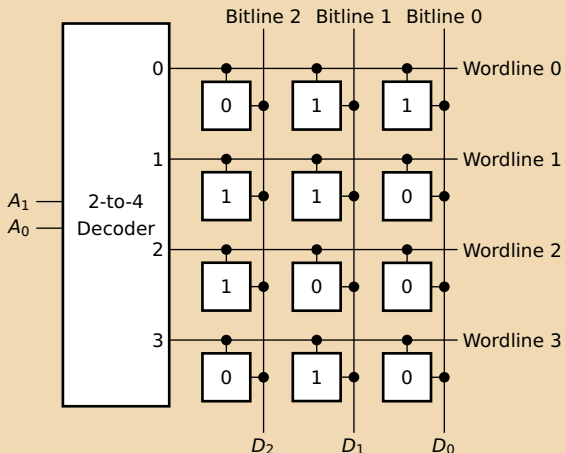 Bitline 2 Bitline 1 Bitline 0
0 Wordline 0
0 1 1
1 Wordline 1
1 1 0
A₁
A₀
2-to-4
Decoder
2 Wordline 2
1 0 0
3 Wordline 3
0 1 0
D₂ D₁ D₀